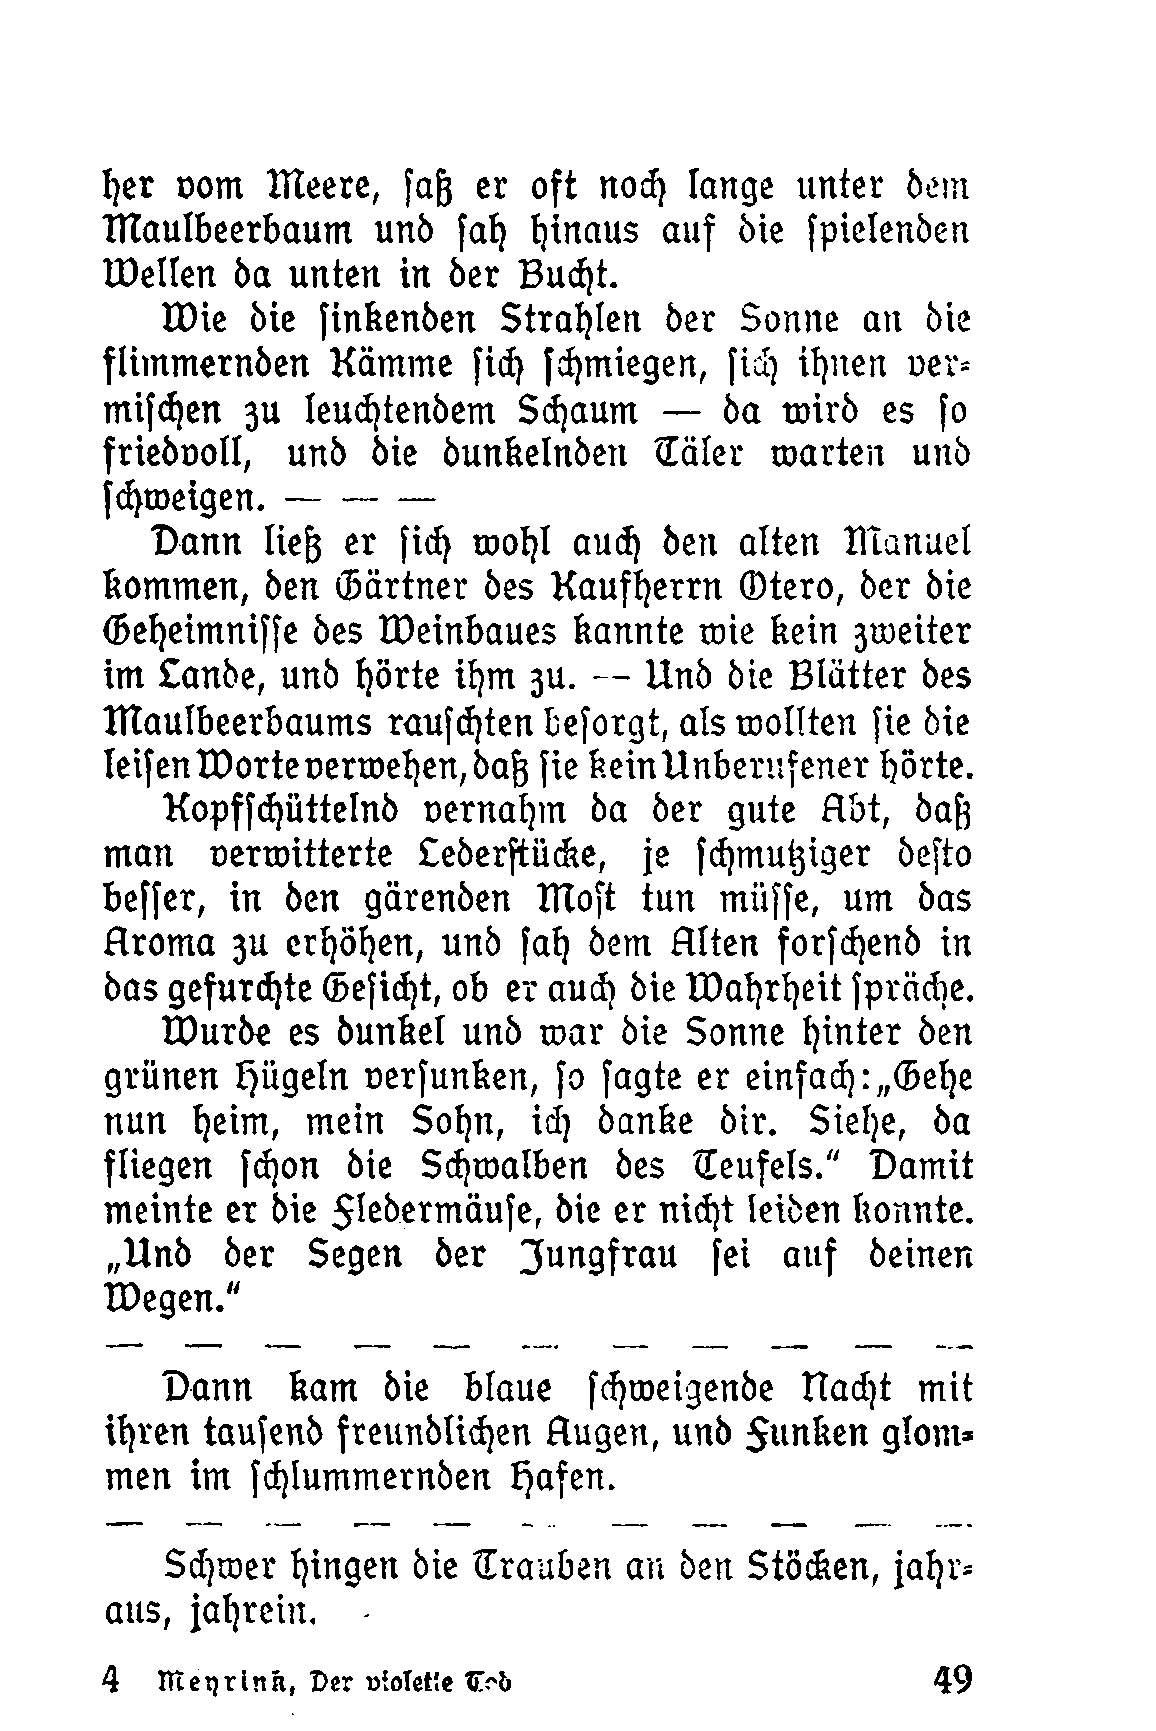 her vom Meere, saß er oft noch lange unter dem
Maulbeerbaum und sah hinaus auf die spielenden
Wellen da unten in der Bucht.
Wie die sinkenden Strahlen der Sonne an die
flimmernden Kämme sich schmiegen, sich ihnen ver-
mischen zu leuchtendem Schaum — da wird es so
friedvoll, und die dunkelnden Täler warten und
schweigen. — — —
Dann ließ er sich wohl auch den alten Manuel
kommen, den Gärtner des Kaufherrn Otero, der die
Geheimnisse des Weinbaues kannte wie kein zweiter
im Lande, und hörte ihm zu. — Und die Blätter des
Maulbeerbaums rauschten besorgt, als wollten sie die
leisen Worte verwehen, daß sie kein Unberufener hörte.
Kopfschüttelnd vernahm da der gute Abt, daß
man verwitterte Lederstücke, je schmutziger desto
besser, in den gärenden Most tun müsse, um das
Aroma zu erhöhen, und sah dem Alten forschend in
das gefurchte Gesicht, ob er auch die Wahrheit spräche.
Wurde es dunkel und war die Sonne hinter den
grünen Hügeln versunken, so sagte er einfach: „Gehe
nun heim, mein Sohn, ich danke dir. Siehe, da
fliegen schon die Schwalben des Teufels.“ Damit
meinte er die Fledermäuse, die er nicht leiden konnte.
„Und der Segen der Jungfrau sei auf deinen
Wegen.“
— — — — — — — — — — —
Dann kam die blaue schweigende Nacht mit
ihren tausend freundlichen Augen, und Funken glom-
men im schlummernden Hafen.
— — — — — — — — — — —
Schwer hingen die Trauben an den Stöcken, jahr-
aus, jahrein.
4 Meyrink, Der violette Tod 49